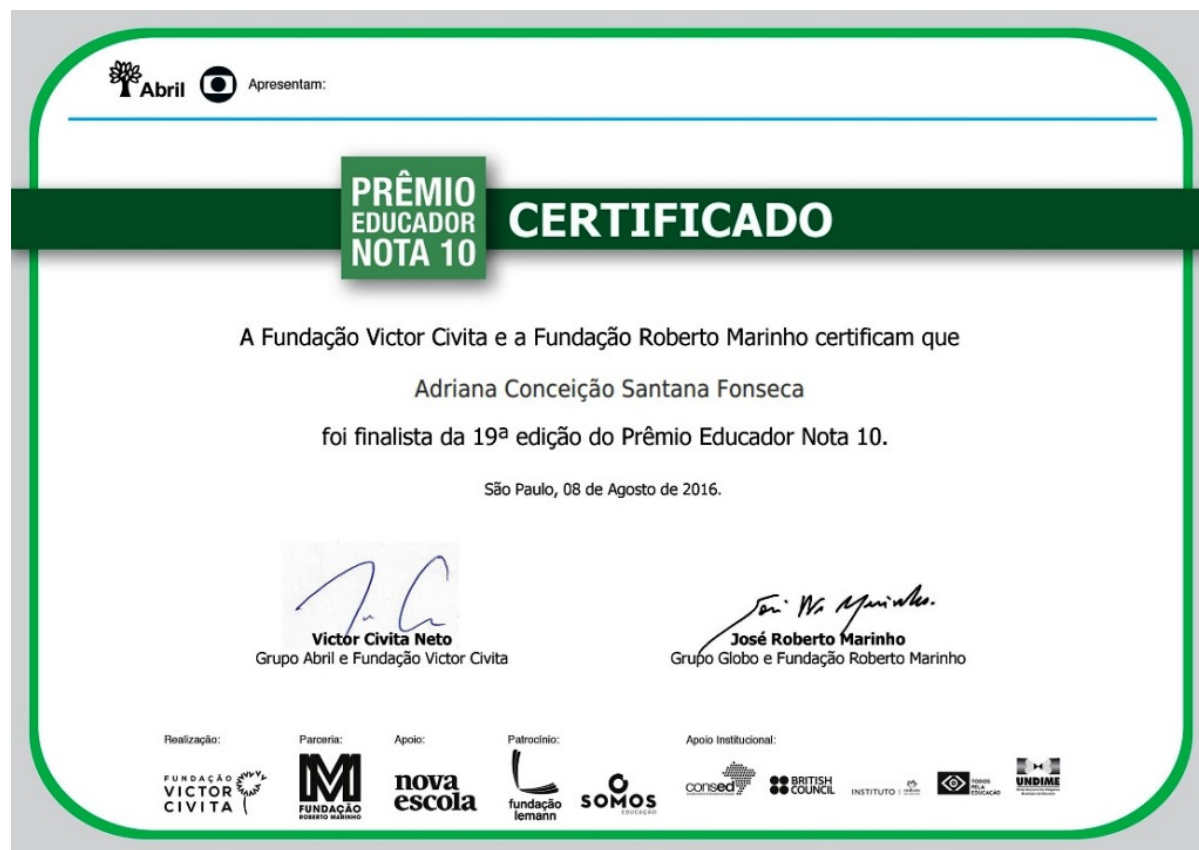 Abril Apresentam:
PRÊMIO
EDUCADOR
NOTA 10
CERTIFICADO
A Fundação Victor Civita e a Fundação Roberto Marinho certificam que
Adriana Conceição Santana Fonseca
foi finalista da 19ª edição do Prêmio Educador Nota 10.
São Paulo, 08 de Agosto de 2016.
Victor Civita Neto
Grupo Abril e Fundação Victor Civita
José Roberto Marinho
Grupo Globo e Fundação Roberto Marinho
Realização:
FUNDAÇÃO
VICTOR
CIVITA
Parceria:
FUNDAÇÃO
ROBERTO MARINHO
Apoio:
nova
escola
Patrocínio:
fundação
lemann
SOMOS
EDUCAÇÃO
Apoio Institucional:
consed
BRITISH
COUNCIL
INSTITUTO
TODOS
PELA
EDUCAÇÃO
UNDIME